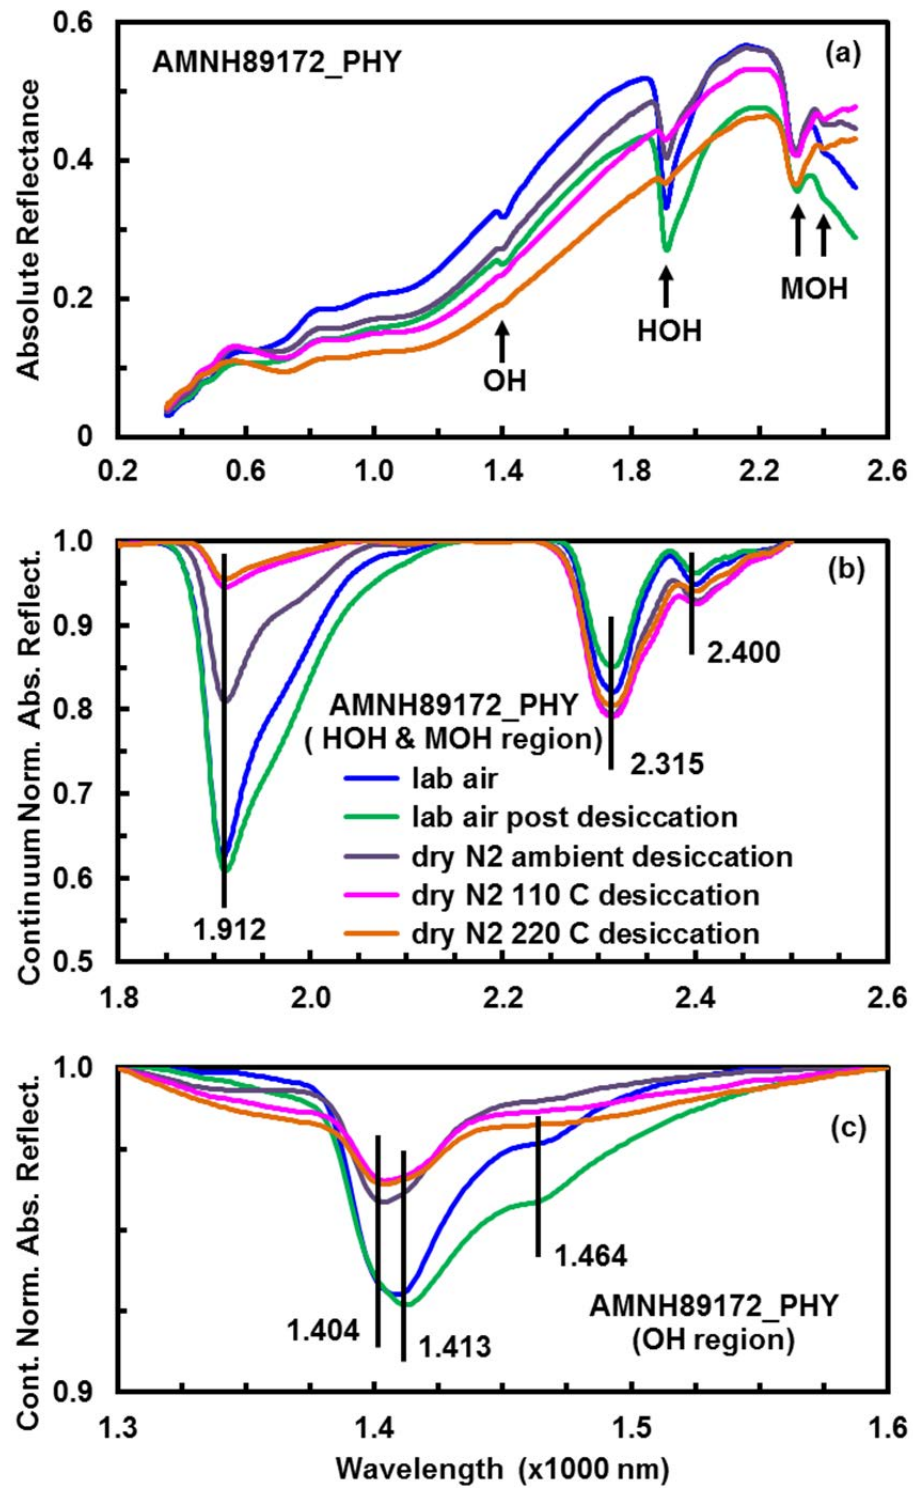 0.6
AMNH89172_PHY
(a)
0.4
0.2
0
Absolute Reflectance
OH
HOH
MOH
0.2 0.6 1.0 1.4 1.8 2.2 2.6
1.0
(b)
0.9
0.8
0.7
0.6
0.5
Continuum Norm. Abs. Reflect.
2.400
AMNH89172_PHY
( HOH & MOH region)
2.315
lab air
lab air post desiccation
dry N2 ambient desiccation
dry N2 110 C desiccation
dry N2 220 C desiccation
1.912
1.8 2.0 2.2 2.4 2.6
1.0
(c)
0.9
Cont. Norm. Abs. Reflect.
1.464
1.404
1.413
AMNH89172_PHY
(OH region)
1.3 1.4 1.5 1.6
Wavelength (x1000 nm)